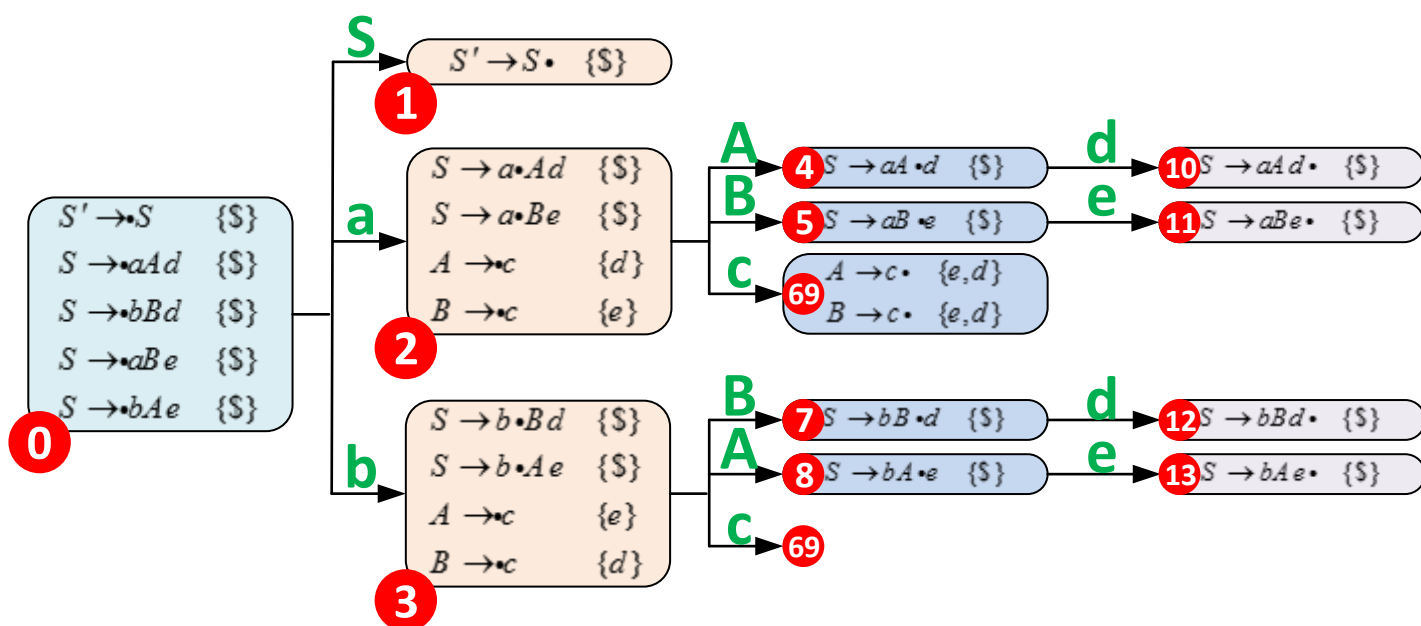 S
S' → S• {$}
1
S' →•S {$}
S →•aAd {$}
S →•bBd {$}
S →•aBe {$}
S →•bAe {$}
0
a
S → a•Ad {$}
S → a•Be {$}
A →•c {d}
B →•c {e}
2
A
4 S → aA•d {$}
d
10 S → aAd• {$}
B
5 S → aB•e {$}
e
11 S → aBe• {$}
c
69
A → c• {e,d}
B → c• {e,d}
b
S → b•Bd {$}
S → b•Ae {$}
A →•c {e}
B →•c {d}
3
B
7 S → bB•d {$}
d
12 S → bBd• {$}
A
8 S → bA•e {$}
e
13 S → bAe• {$}
c
69